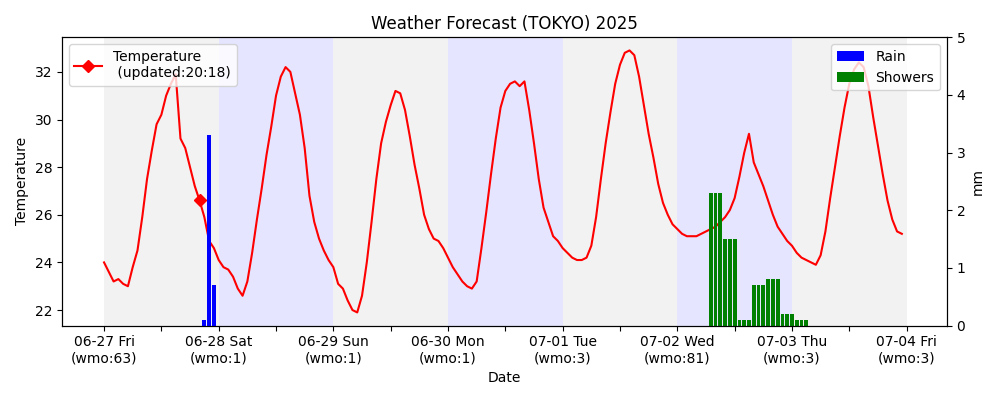 Weather Forecast (TOKYO) 2025
Temperature
(updated:20:18)
Rain
Showers
32
30
28
26
24
22
Temperature
5
4
3
2
1
0
mm
06-27 Fri
(wmo:63)
06-28 Sat
(wmo:1)
06-29 Sun
(wmo:1)
06-30 Mon
(wmo:1)
07-01 Tue
(wmo:3)
07-02 Wed
(wmo:81)
07-03 Thu
(wmo:3)
07-04 Fri
(wmo:3)
Date